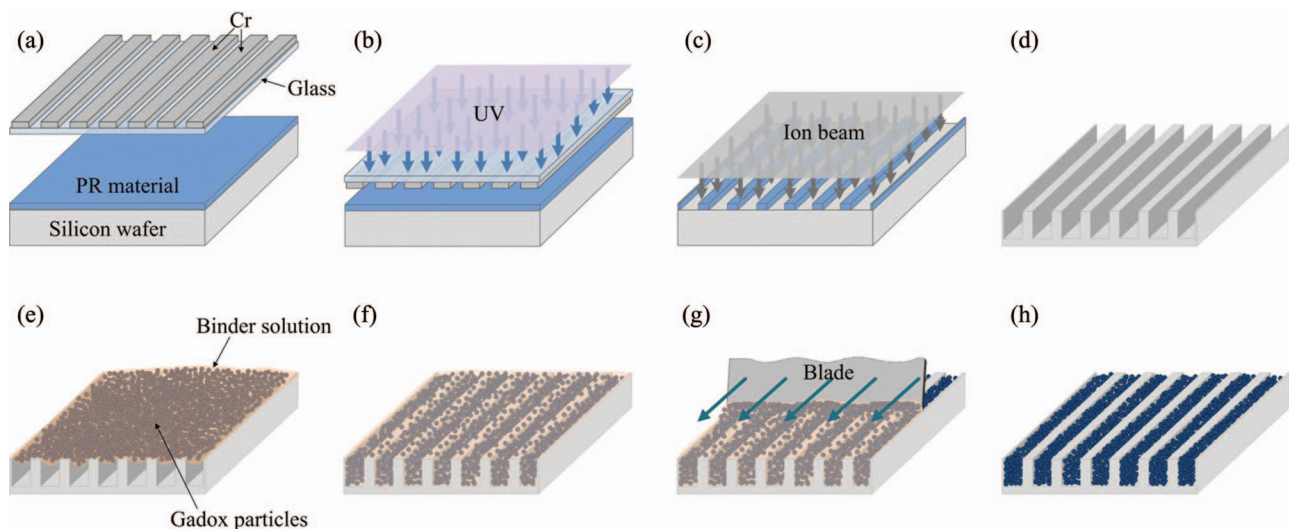 (a)
Cr
Glass
PR material
Silicon wafer
(b)
UV
(c)
Ion beam
(d)
(e)
Binder solution
Gadox particles
(f)
(g)
Blade
(h)